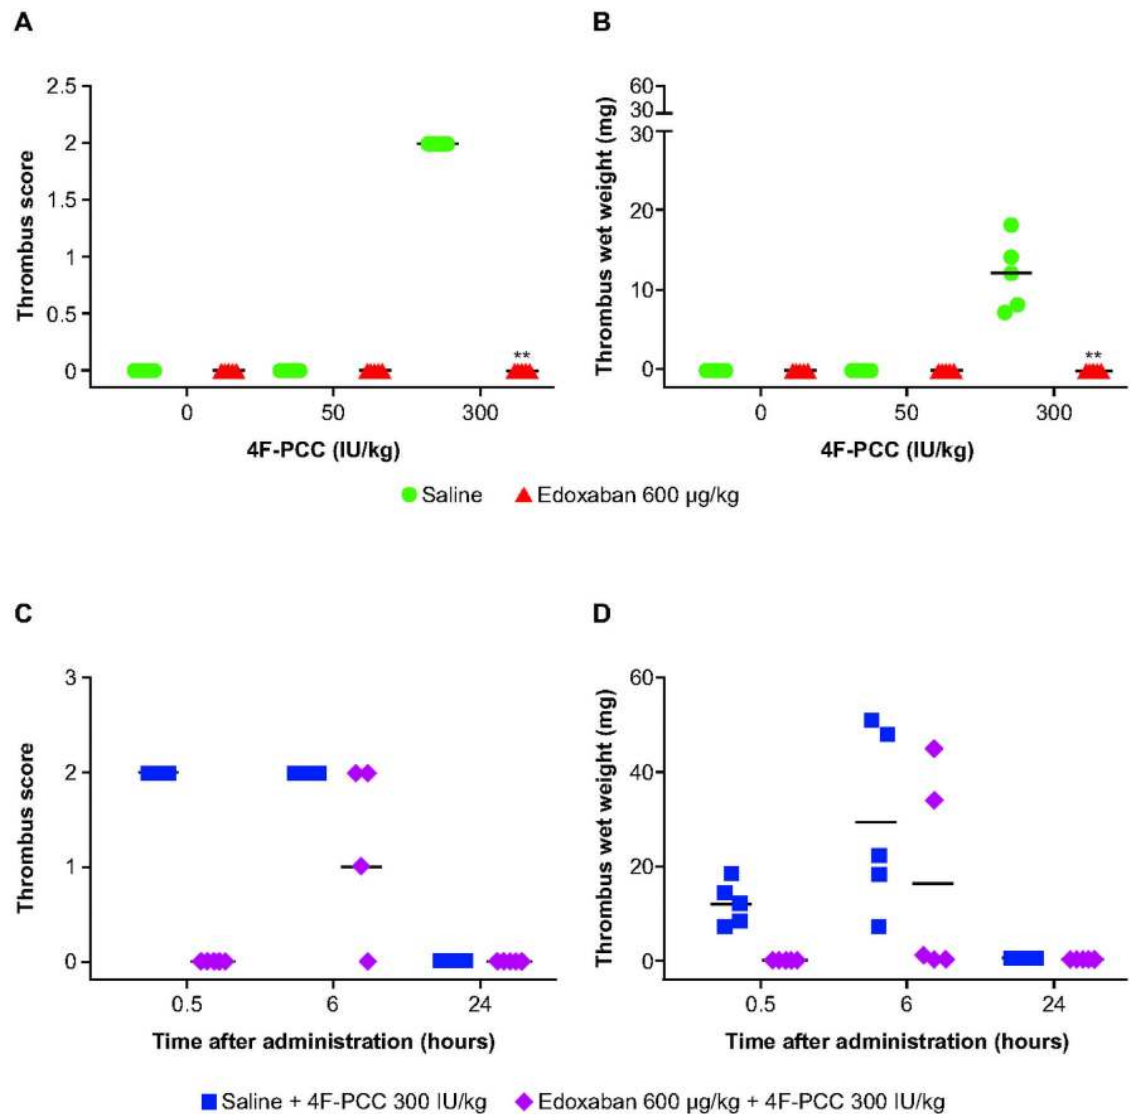 A
B
2.5
2
1.5
1
0.5
0
Thrombus score
**
0 50 300
4F-PCC (IU/kg)
60
30
30
20
10
0
Thrombus wet weight (mg)
**
0 50 300
4F-PCC (IU/kg)
Saline Edoxaban 600 µg/kg
C
D
3
2
1
0
Thrombus score
0.5 6 24
Time after administration (hours)
60
40
20
0
Thrombus wet weight (mg)
0.5 6 24
Time after administration (hours)
Saline + 4F-PCC 300 IU/kg Edoxaban 600 µg/kg + 4F-PCC 300 IU/kg